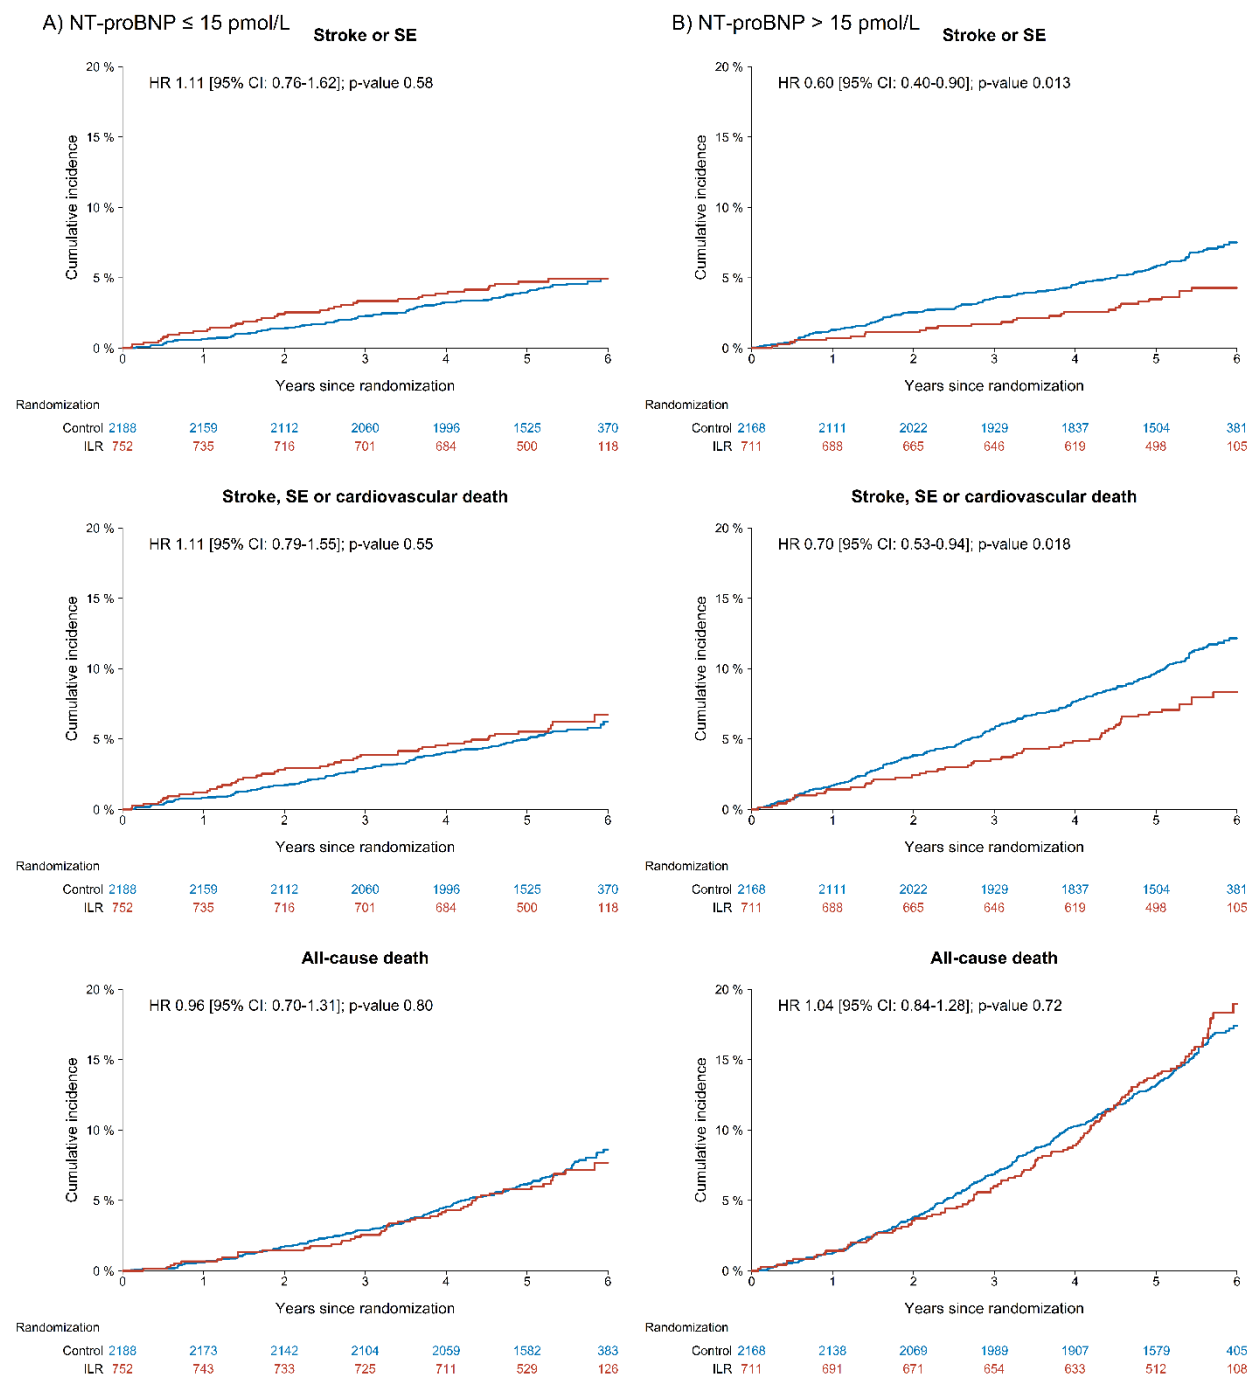 A) NT-proBNP ≤ 15 pmol/L
Stroke or SE
HR 1.11 [95% CI: 0.76-1.62]; p-value 0.58
20 %
15 %
10 %
5 %
0 %
Cumulative incidence
0 1 2 3 4 5 6
Years since randomization
Randomization
Control 2188 2159 2112 2060 1996 1525 370
ILR 752 735 716 701 684 500 118
B) NT-proBNP > 15 pmol/L
Stroke or SE
HR 0.60 [95% CI: 0.40-0.90]; p-value 0.013
20 %
15 %
10 %
5 %
0 %
Cumulative incidence
0 1 2 3 4 5 6
Years since randomization
Randomization
Control 2168 2111 2022 1929 1837 1504 381
ILR 711 688 665 646 619 498 105
Stroke, SE or cardiovascular death
HR 1.11 [95% CI: 0.79-1.55]; p-value 0.55
20 %
15 %
10 %
5 %
0 %
Cumulative incidence
0 1 2 3 4 5 6
Years since randomization
Randomization
Control 2188 2159 2112 2060 1996 1525 370
ILR 752 735 716 701 684 500 118
Stroke, SE or cardiovascular death
HR 0.70 [95% CI: 0.53-0.94]; p-value 0.018
20 %
15 %
10 %
5 %
0 %
Cumulative incidence
0 1 2 3 4 5 6
Years since randomization
Randomization
Control 2168 2111 2022 1929 1837 1504 381
ILR 711 688 665 646 619 498 105
All-cause death
HR 0.96 [95% CI: 0.70-1.31]; p-value 0.80
20 %
15 %
10 %
5 %
0 %
Cumulative incidence
0 1 2 3 4 5 6
Years since randomization
Randomization
Control 2188 2173 2142 2104 2059 1582 383
ILR 752 743 733 725 711 529 126
All-cause death
HR 1.04 [95% CI: 0.84-1.28]; p-value 0.72
20 %
15 %
10 %
5 %
0 %
Cumulative incidence
0 1 2 3 4 5 6
Years since randomization
Randomization
Control 2168 2138 2069 1989 1907 1579 405
ILR 711 691 671 654 633 512 108